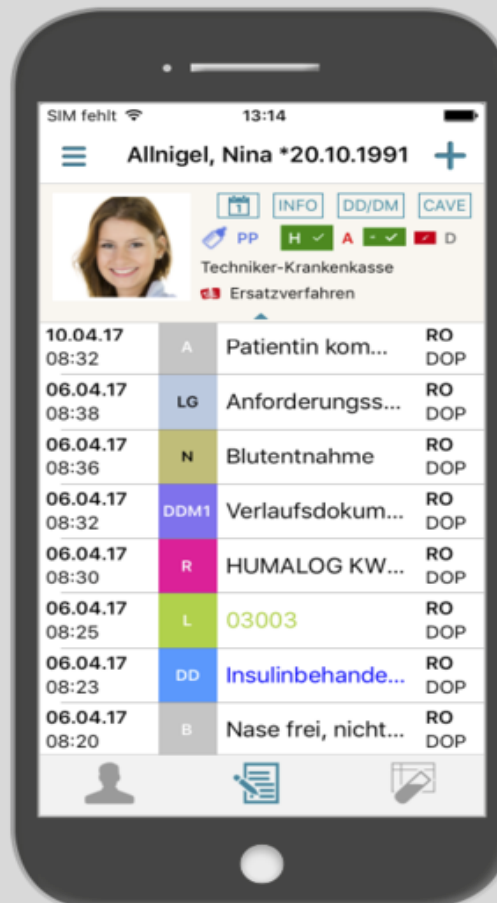 SIM fehlt 13:14
Allnigel, Nina *20.10.1991
1 INFO DD/DM CAVE
PP H A - D
Techniker-Krankenkasse
Ersatzverfahren
10.04.17 A Patientin kom... RO
08:32 DOP
06.04.17 LG Anforderungss... RO
08:38 DOP
06.04.17 N Blutentnahme RO
08:36 DOP
06.04.17 DDM1 Verlaufsdokum... RO
08:32 DOP
06.04.17 R HUMALOG KW... RO
08:30 DOP
06.04.17 L 03003 RO
08:25 DOP
06.04.17 DD Insulinbehande... RO
08:23 DOP
06.04.17 B Nase frei, nicht... RO
08:20 DOP